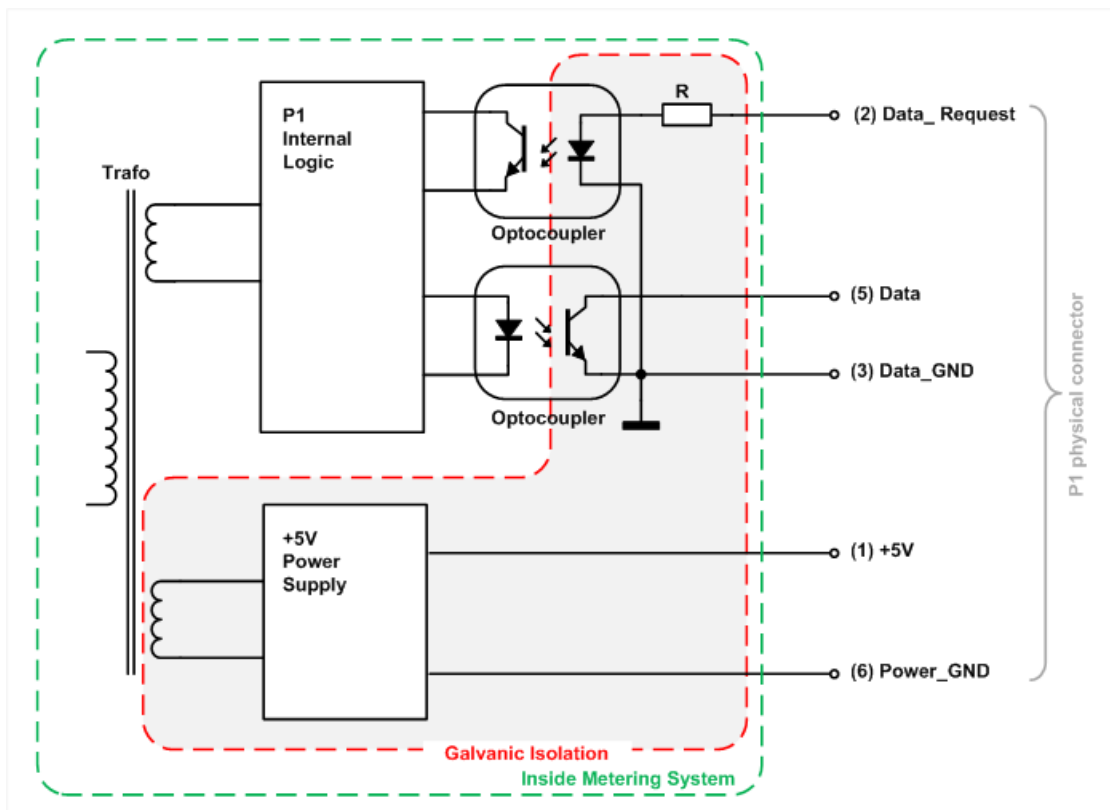 P1
Internal
Logic
R
(2) Data_ Request
Trafo
Optocoupler
(5) Data
(3) Data_GND
Optocoupler
P1 physical connector
+5V
Power
Supply
(1) +5V
(6) Power_GND
Galvanic Isolation
Inside Metering System